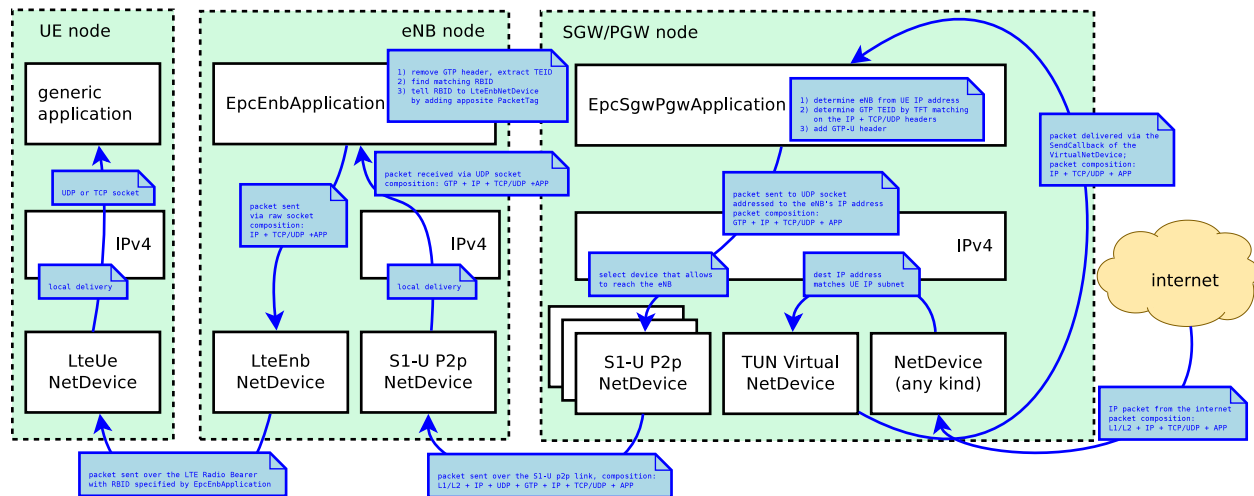 UE node
generic
application
UDP or TCP socket
IPv4
local delivery
LteUe
NetDevice
eNB node
EpcEnbApplication
1) remove GTP header, extract TEID
2) find matching RBID
3) tell RBID to LteEnbNetDevice
by adding apposite PacketTag
packet received via UDP socket
composition: GTP + IP + TCP/UDP +APP
packet sent
via raw socket
composition:
IP + TCP/UDP +APP
IPv4
local delivery
LteEnb
NetDevice
S1-U P2p
NetDevice
packet sent over the LTE Radio Bearer
with RBID specified by EpcEnbApplication
SGW/PGW node
EpcSgwPgwApplication
1) determine eNB from UE IP address
2) determine GTP TEID by TFT matching
on the IP + TCP/UDP headers
3) add GTP-U header
packet sent to UDP socket
addressed to the eNB's IP address
packet composition:
GTP + IP + TCP/UDP + APP
IPv4
select device that allows
to reach the eNB
dest IP address
matches UE IP subnet
S1-U P2p
NetDevice
TUN Virtual
NetDevice
NetDevice
(any kind)
packet sent over the S1-U p2p link, composition:
L1/L2 + IP + UDP + GTP + IP + TCP/UDP + APP
packet delivered via the
SendCallback of the
VirtualNetDevice;
packet composition:
IP + TCP/UDP + APP
internet
IP packet from the internet
packet composition:
L1/L2 + IP + TCP/UDP + APP